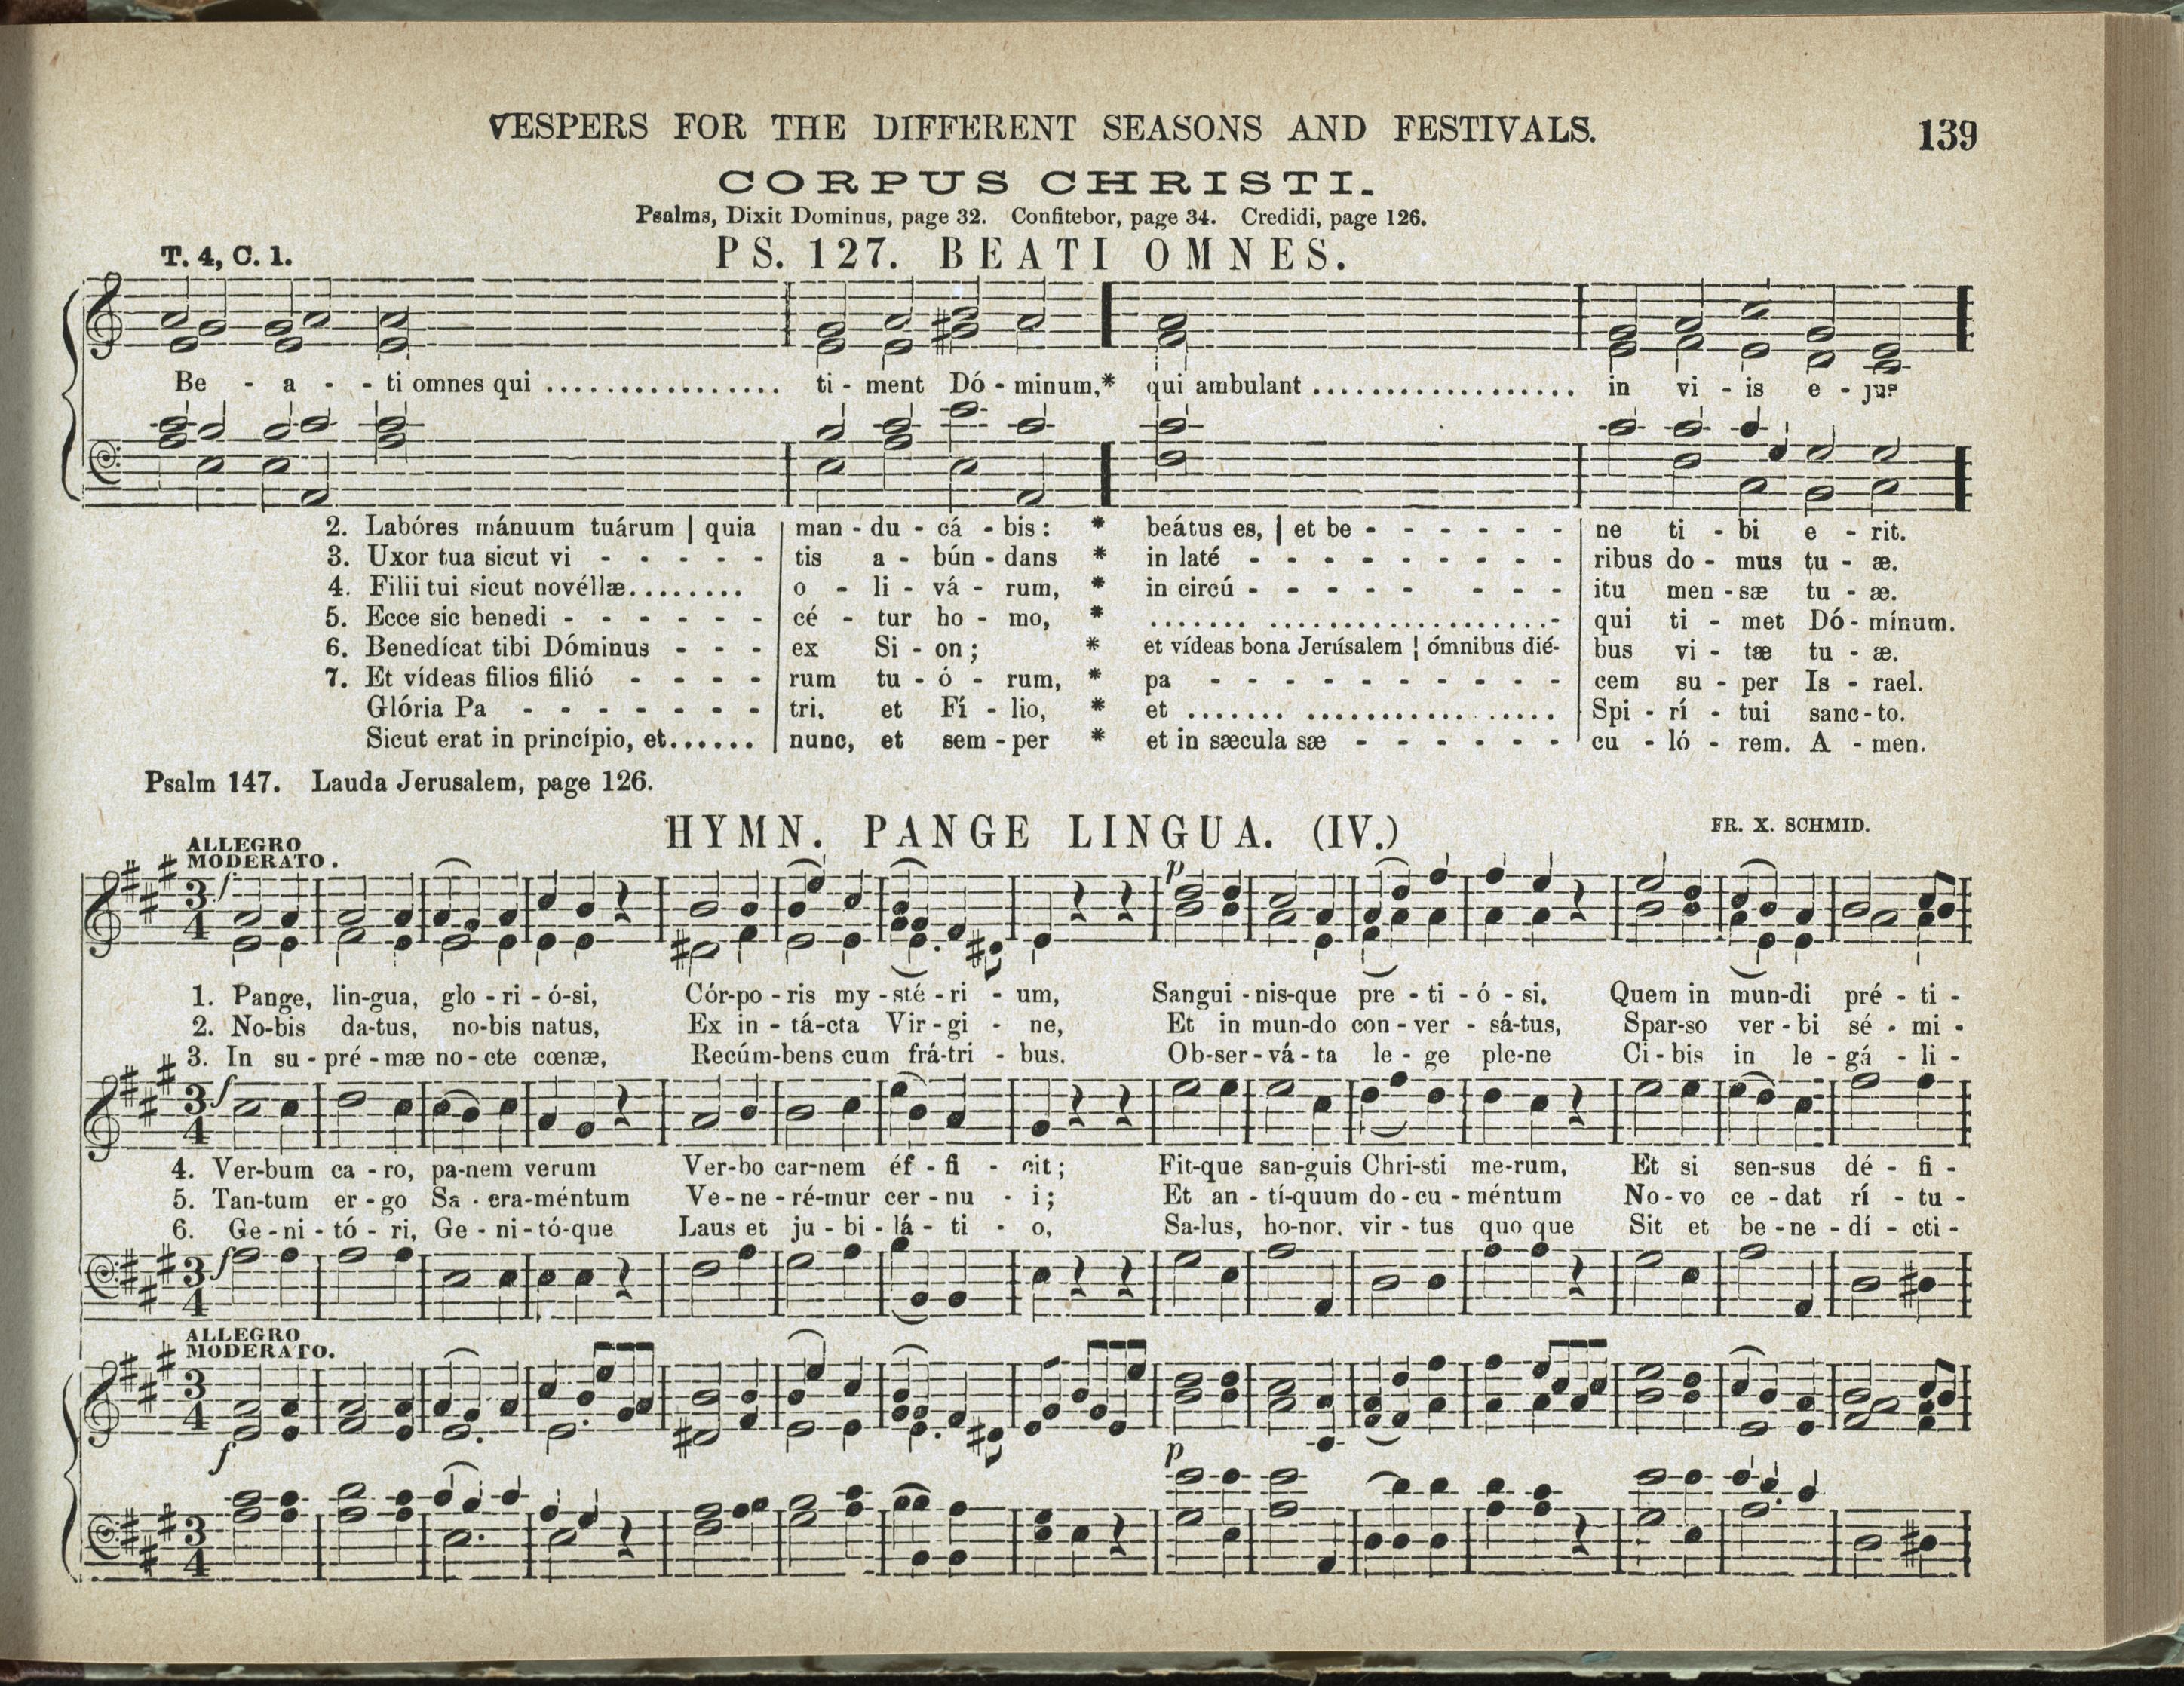 VESPERS FOR THE DIFFERENT SEASONS AND FESTIVALS. 139
CORPUS CHRISTI.
Psalms, Dixit Dominus, page 32. Confitebor, page 34. Credidi, page 126.
T. 4, C. 1. PS. 127. BEATI OMNES.
Be - a - - ti omnes qui ................ ti - ment Dó - minum,* qui ambulant .................. in vi - is e - jus
2. Labóres mánuum tuárum | quia man - du - cá - bis : * beátus es, | et be - - - - - - ne ti - bi e - rit.
3. Uxor tua sicut vi - - - - - tis a - bún - dans * in laté - - - - - - - - - ribus do - mus tu - æ.
4. Filii tui sicut novéllæ........ o - li - vá - rum, * in circú - - - - - - - - itu men - sæ tu - æ.
5. Ecce sic benedi - - - - - - cé - tur ho - mo, * ....... ....................- qui ti - met Dó - mínum.
6. Benedícat tibi Dóminus - - - ex Si - on ; * et vídeas bona Jerúsalem ¦ ómnibus dié- bus vi - tæ tu - æ.
7. Et vídeas filios filió - - - - rum tu - ó - rum, * pa - - - - - - - - - - cem su - per Is - rael.
Glória Pa - - - - - - - tri, et Fí - lio, * et ....... .............. ...... Spi - rí - tui sanc - to.
Sicut erat in princípio, et...... nunc, et sem - per * et in sæcula sæ - - - - - - cu - ló - rem. A - men.
Psalm 147. Lauda Jerusalem, page 126.
HYMN. PANGE LINGUA. (IV.) FR. X. SCHMID.
ALLEGRO
MODERATO.
f
p
3
4
1. Pange, lin-gua, glo - ri - ó-si, Cór-po - ris my - sté - ri - um, Sangui - nis-que pre - ti - ó - si, Quem in mun-di pré - ti -
2. No-bis da-tus, no-bis natus, Ex in - tá-cta Vir - gi - ne, Et in mun-do con - ver - sá-tus, Spar-so ver - bi sé - mi -
3. In su - pré - mæ no - cte cœnæ, Recúm-bens cum frá-tri - bus. Ob-ser - vá - ta le - ge ple-ne Ci - bis in le - gá - li -
f
3
4
4. Ver-bum ca - ro, pa-nem verum Ver-bo car-nem éf - fi - cit ; Fit-que san-guis Chri-sti me-rum, Et si sen-sus dé - fi -
5. Tan-tum er - go Sa - cra-méntum Ve - ne - ré-mur cer - nu - i ; Et an - tí-quum do - cu - méntum No - vo ce - dat rí - tu -
6. Ge - ni - tó - ri, Ge - ni - tó-que Laus et ju - bi - lá - ti - o, Sa-lus, ho-nor. vir - tus quo que Sit et be - ne - dí - cti -
f
3
4
ALLEGRO
MODERATO.
3
4
f
p
3
4